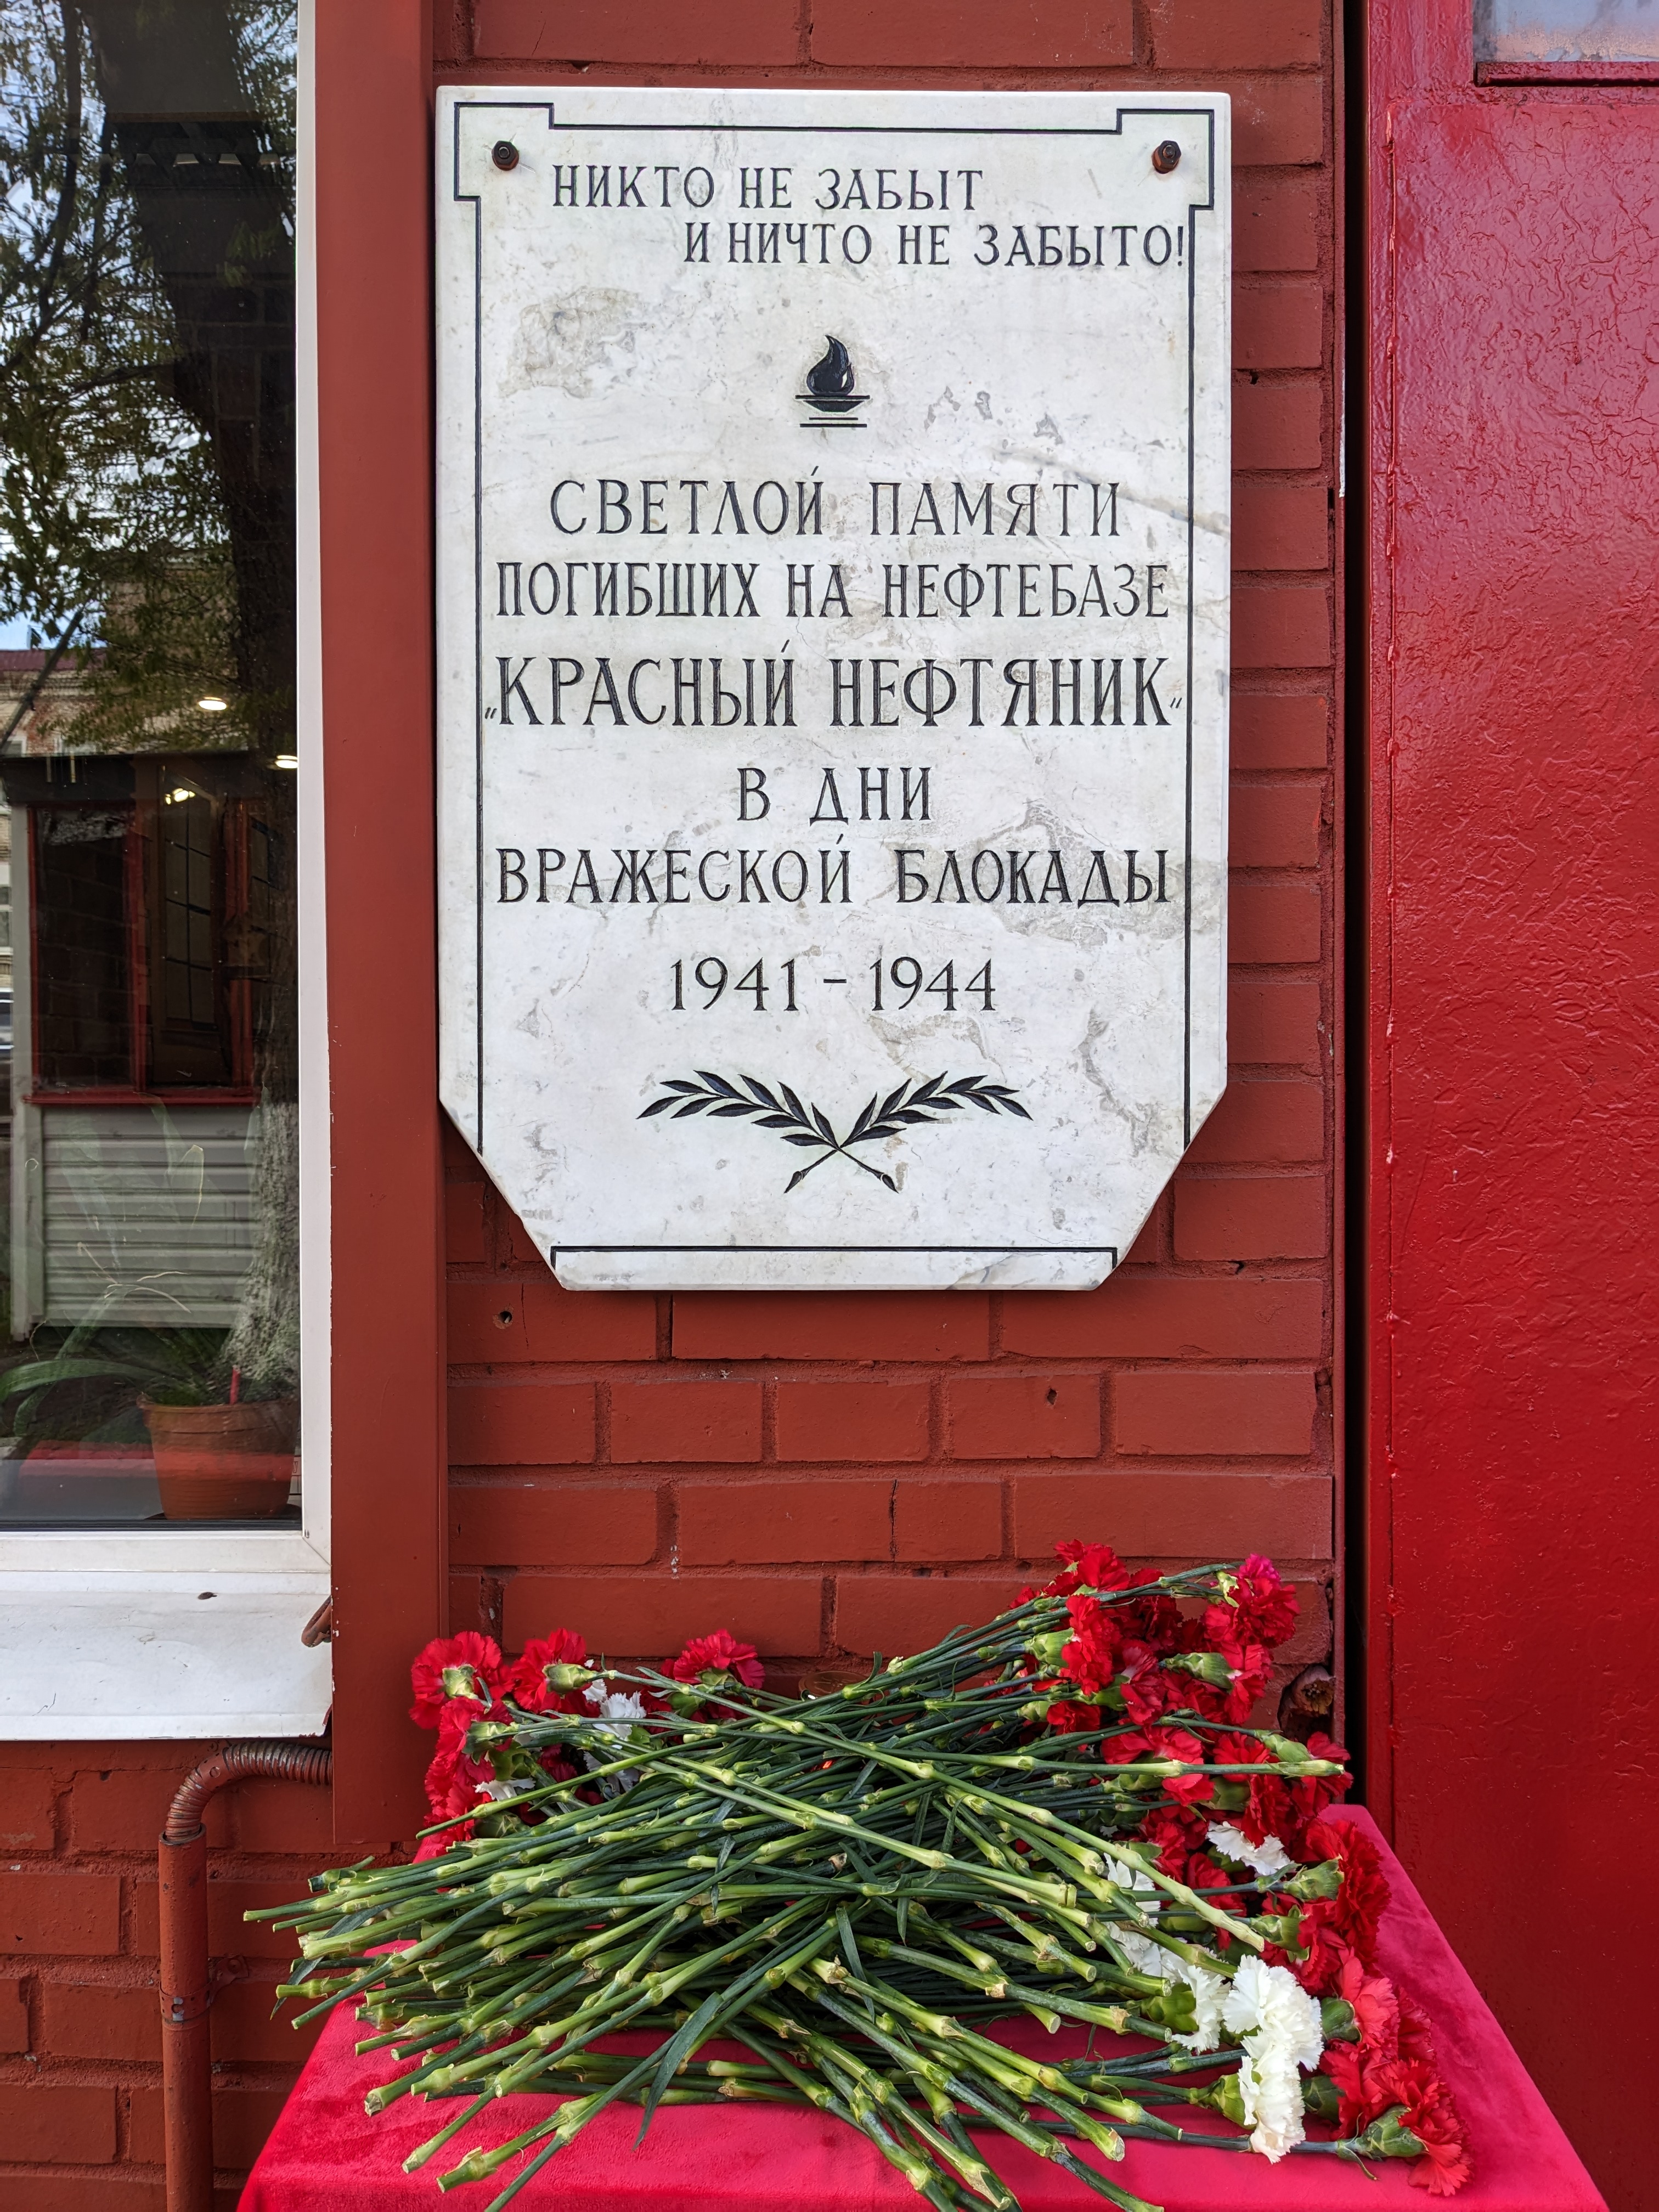 НИКТО НЕ ЗАБЫТ
И НИЧТО НЕ ЗАБЫТО!
СВЕТЛОЙ ПАМЯТИ
ПОГИБШИХ НА НЕФТЕБАЗЕ
„КРАСНЫЙ НЕФТЯНИК“
В ДНИ
ВРАЖЕСКОЙ БЛОКАДЫ
1941 - 1944